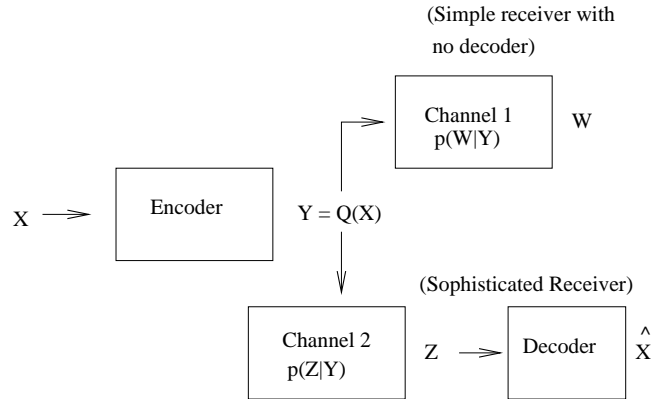 (Simple receiver with
no decoder)
Channel 1
p(W|Y)
W
X
Encoder
Y = Q(X)
(Sophisticated Receiver)
Channel 2
p(Z|Y)
Z
Decoder
^
X